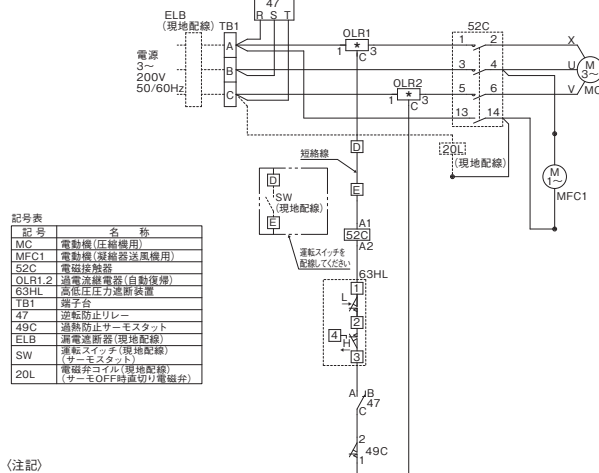 47
R S T
ELB
(現地配線)
TB1
電源
3~
200V
50/60Hz
A
B
C
OLR1
1 * 3
C
OLR2
1 * 3
C
52C
1 2
3 4
5 6
13 14
X
U
V
M
3~
MC
20L
(現地配線)
M
1~
MFC1
D
短絡線
E
D
SW
(現地配線)
E
運転スイッチを
配線してください
A1
52C
A2
63HL
1
L
2
4
H
3
A B
47
C
2
49C
1
記号表
記 号 名 称
MC 電動機(圧縮機用)
MFC1 電動機(凝縮器送風機用)
52C 電磁接触器
OLR1.2 過電流継電器(自動復帰)
63HL 高低圧圧力遮断装置
TB1 端子台
47 逆転防止リレー
49C 過熱防止サーモスタット
ELB 漏電遮断器(現地配線)
SW 運転スイッチ(現地配線)
(サーモスタット)
20L 電磁弁コイル(現地配線)
(サーモOFF時直切り電磁弁)
〈注記〉